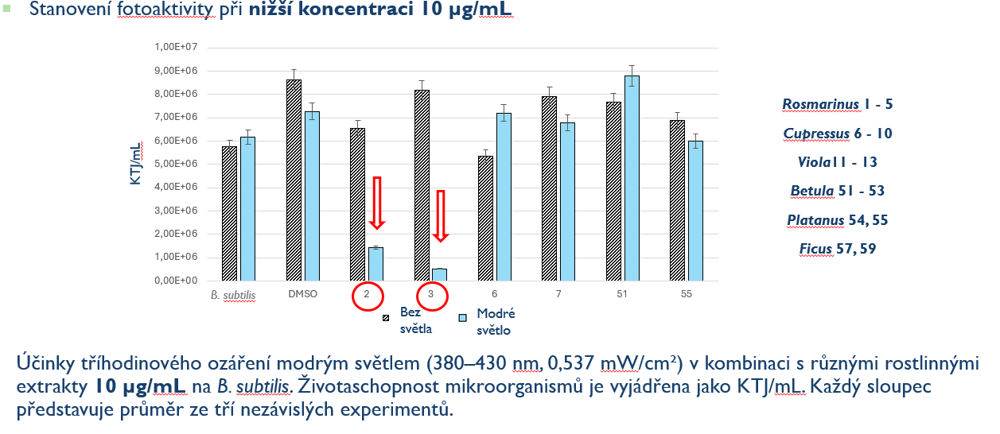 Stanovení fotoaktivity při nižší koncentraci 10 µg/mL
1,00E+07
9,00E+06
8,00E+06
7,00E+06
6,00E+06
5,00E+06
4,00E+06
3,00E+06
2,00E+06
1,00E+06
0,00E+00
KTJ/mL
B. subtilis DMSO 2 3 6 7 51 55
Bez světla
Modré světlo
Rosmarinus 1 - 5
Cupressus 6 - 10
Viola11 - 13
Betula 51 - 53
Platanus 54, 55
Ficus 57, 59
Účinky tříhodinového ozáření modrým světlem (380–430 nm, 0,537 mW/cm²) v kombinaci s různými rostlinnými
extrakty 10 µg/mL na B. subtilis. Životaschopnost mikroorganismů je vyjádřena jako KTJ/mL. Každý sloupec
představuje průměr ze tří nezávislých experimentů.